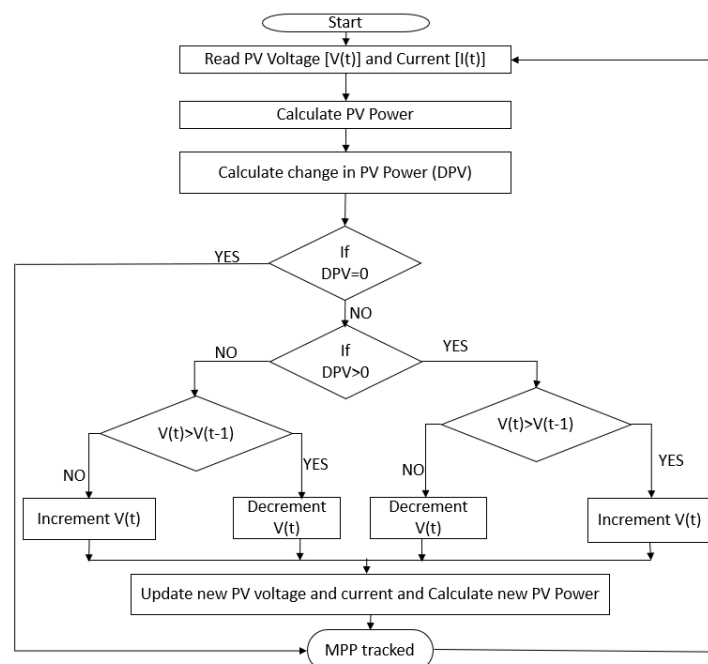 Start
Read PV Voltage [V(t)] and Current [I(t)]
Calculate PV Power
Calculate change in PV Power (DPV)
YES
If
DPV=0
NO
NO
If
DPV>0
YES
V(t)>V(t-1)
V(t)>V(t-1)
NO
YES
NO
YES
Increment V(t)
Decrement
V(t)
Decrement
V(t)
Increment V(t)
Update new PV voltage and current and Calculate new PV Power
MPP tracked